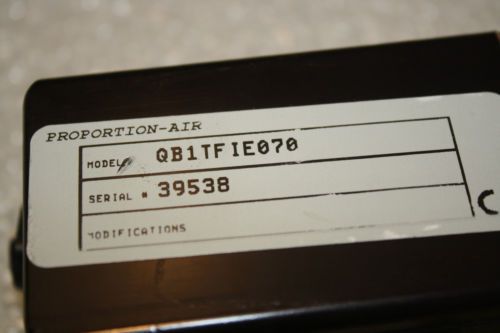 PROPORTION-AIR
MODEL QB1TFIE070
SERIAL # 39538
MODIFICATIONS
C